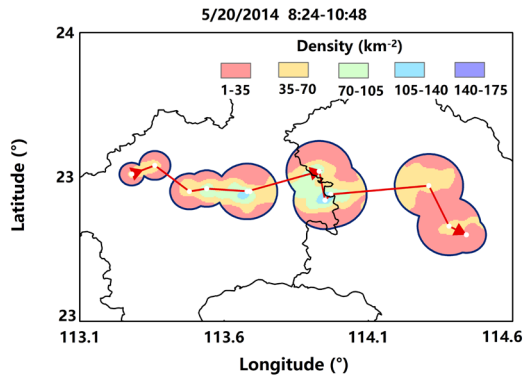 5/20/2014 8:24-10:48
Density (km-2)
1-35 35-70 70-105 105-140 140-175
24
23
23
Latitude (°)
113.1 113.6 114.1 114.6
Longitude (°)